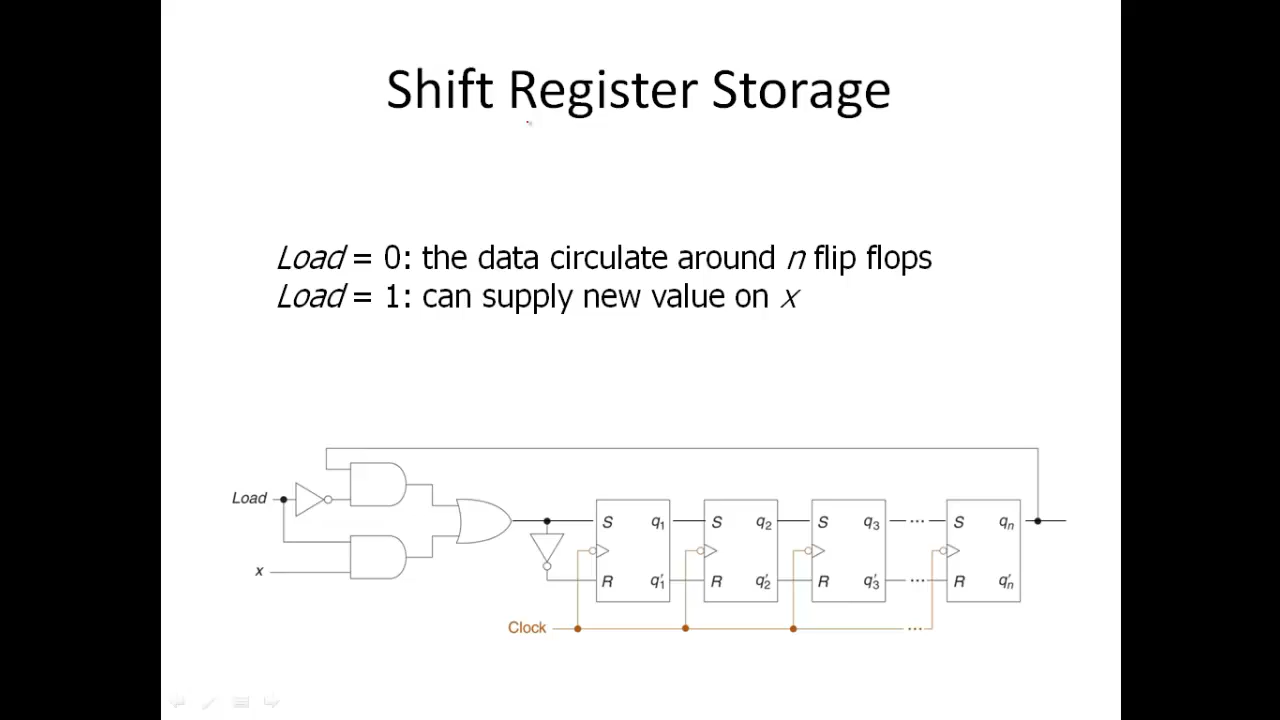 Shift Register Storage
Load = 0: the data circulate around n flip flops
Load = 1: can supply new value on x
Load
x
S q₁ S q₂ S q₃ ... S qₙ
R q′₁ R q′₂ R q′₃ ... R q′ₙ
Clock ...